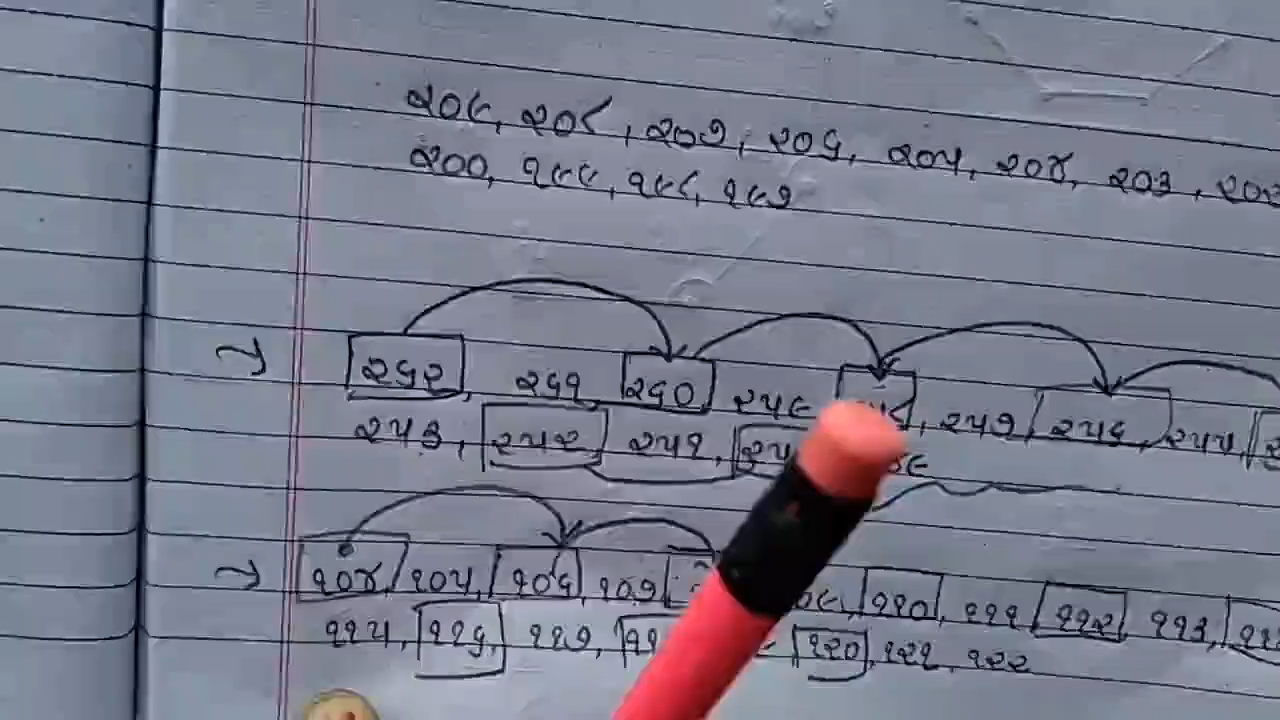 ૨૦૯, ૨૦૮, ૨૦૭, ૨૦૬, ૨૦૫, ૨૦૪, ૨૦૩,
૨૦૦, ૧૯૯, ૧૯૮, ૧૯૭
→ ૨૬૨, ૨૬૧, ૨૬૦, ૨૫૯, ૨૫૭, ૨૫૬, ૨૫૫,
૨૫૩, ૨૫૨, ૨૫૧,
→ ૧૦૪, ૧૦૫, ૧૦૬, ૧૦૭, ૧૧૦, ૧૧૧, ૧૧૨, ૧૧૩,
૧૧૫, ૧૧૬, ૧૧૭, ૧૨૦, ૧૨૧, ૧૨૨